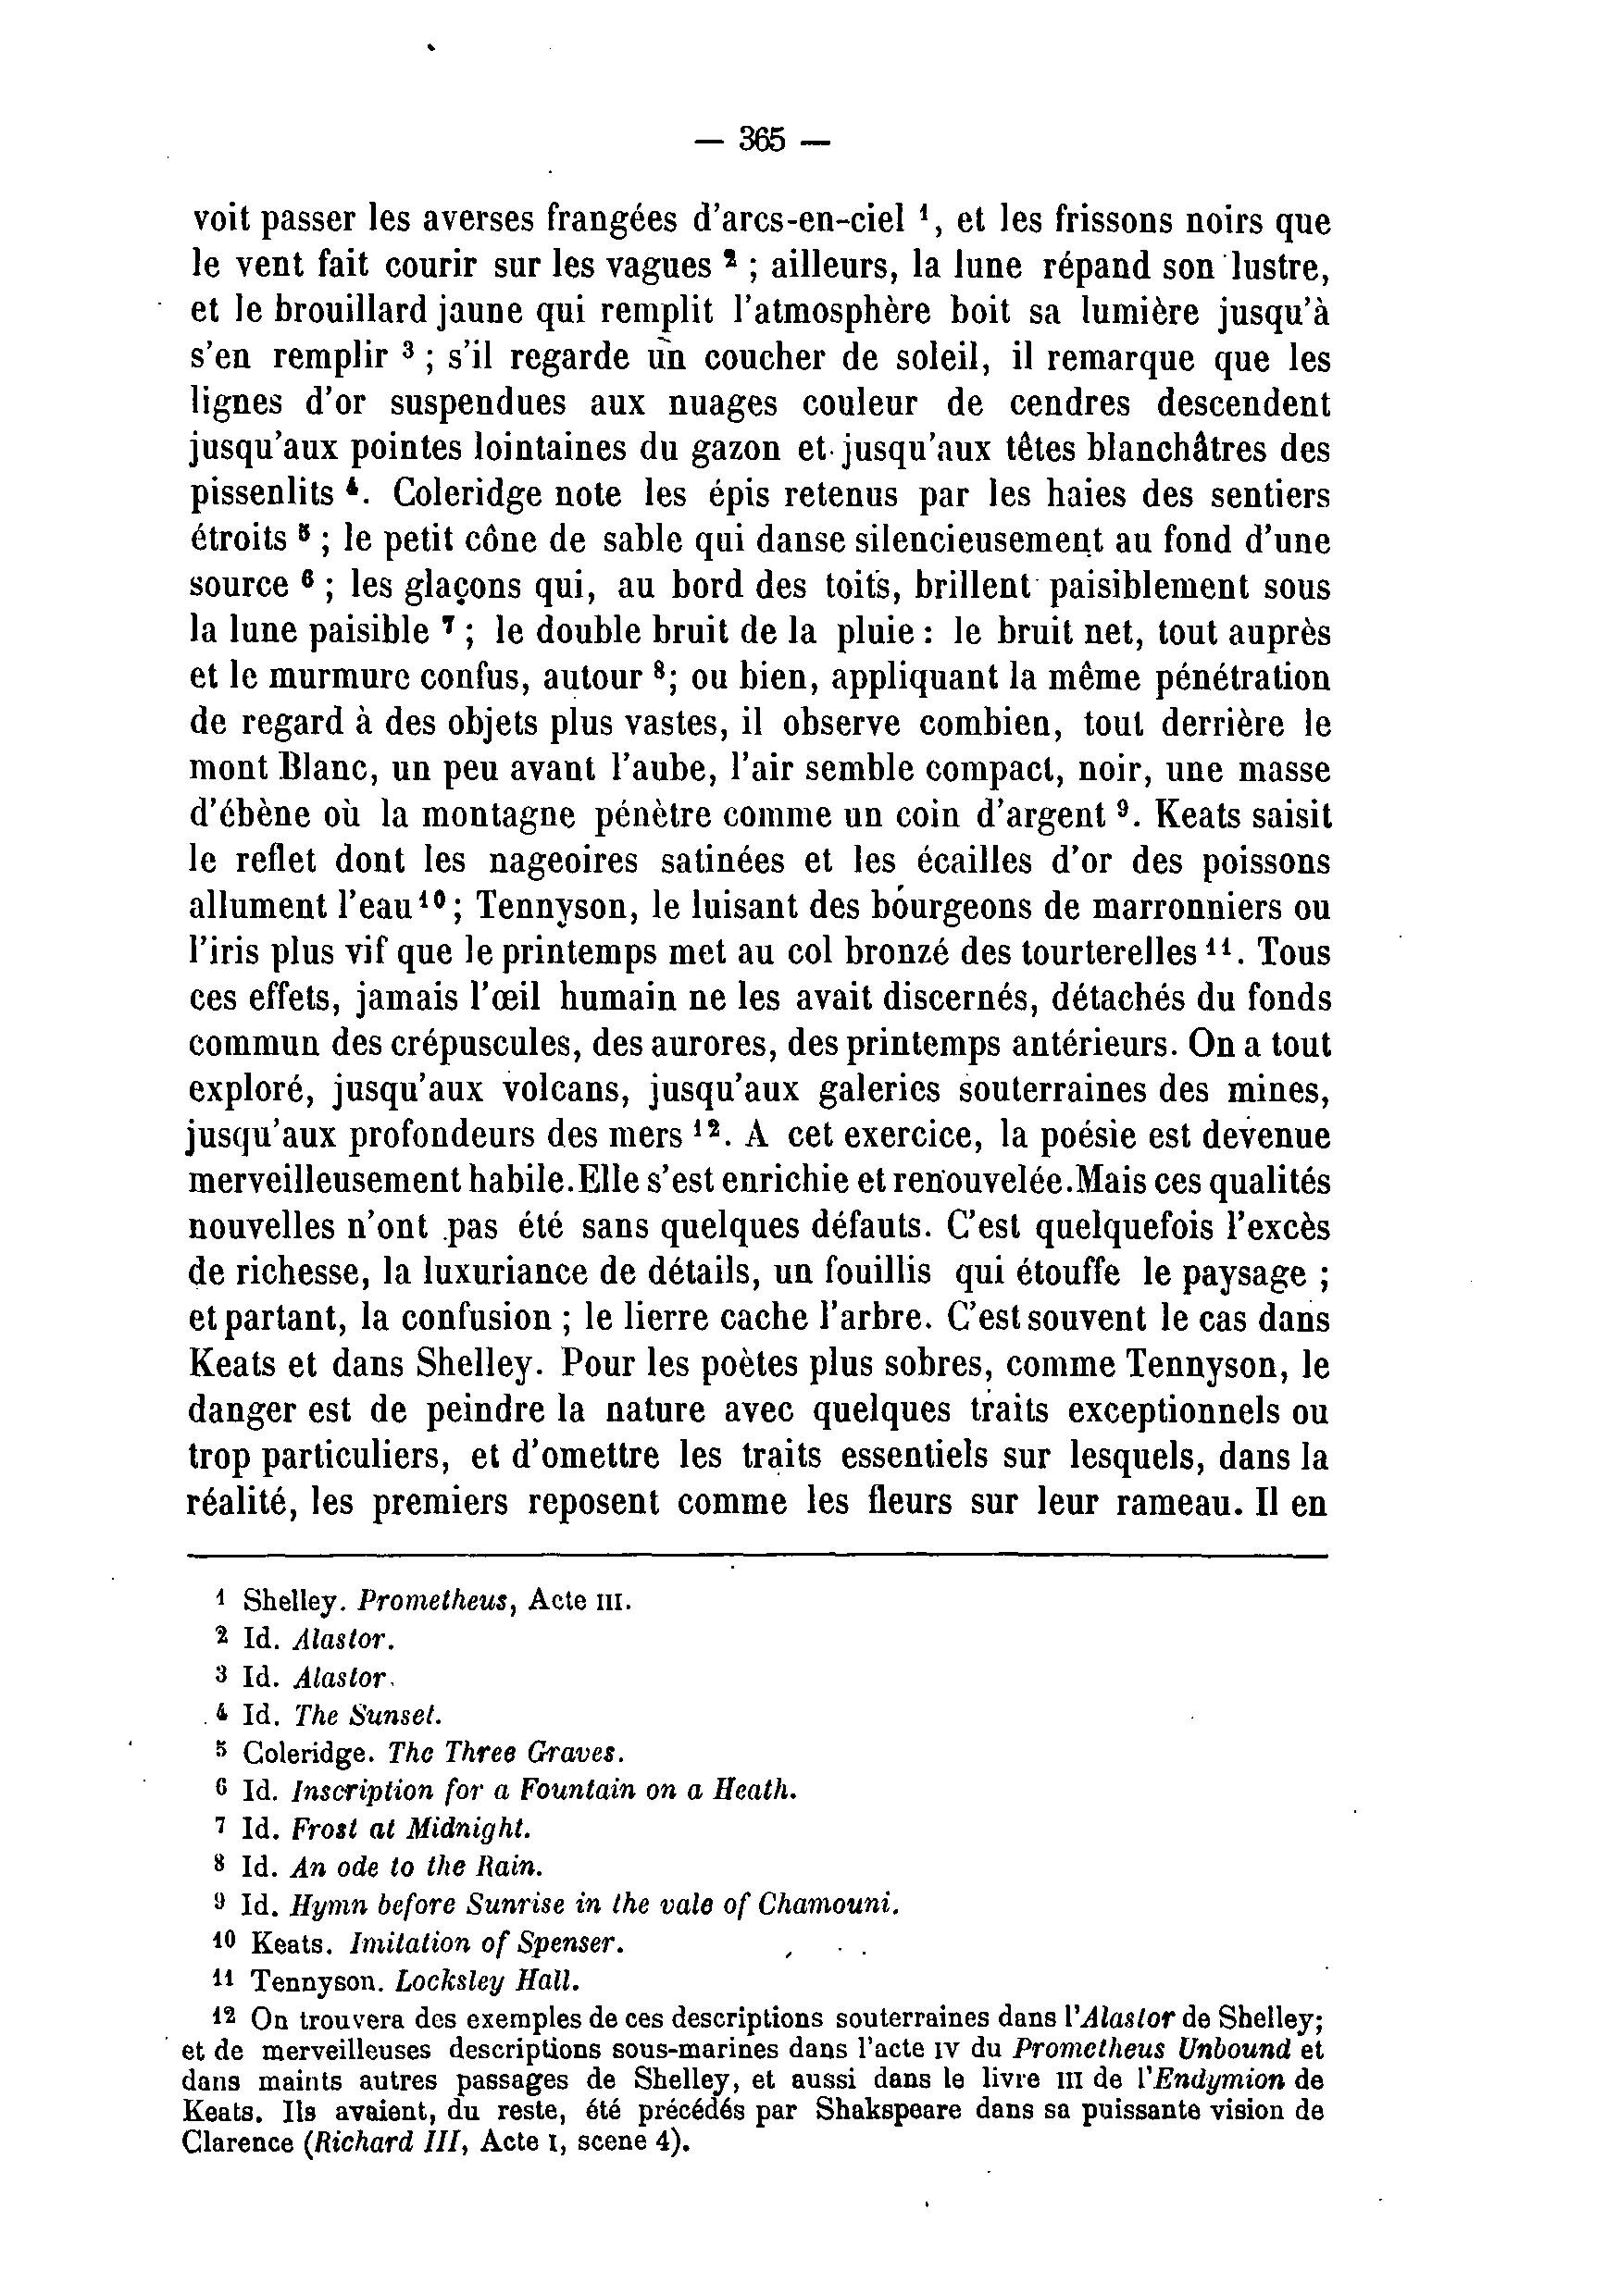 — 365 —
voit passer les averses frangées d'arcs-en-ciel ¹, et les frissons noirs que
le vent fait courir sur les vagues ² ; ailleurs, la lune répand son lustre,
et le brouillard jaune qui remplit l'atmosphère boit sa lumière jusqu'à
s'en remplir ³ ; s'il regarde un coucher de soleil, il remarque que les
lignes d'or suspendues aux nuages couleur de cendres descendent
jusqu'aux pointes lointaines du gazon et jusqu'aux têtes blanchâtres des
pissenlits ⁴. Coleridge note les épis retenus par les haies des sentiers
étroits ⁵ ; le petit cône de sable qui danse silencieusement au fond d'une
source ⁶ ; les glaçons qui, au bord des toits, brillent paisiblement sous
la lune paisible ⁷ ; le double bruit de la pluie : le bruit net, tout auprès
et le murmure confus, autour ⁸; ou bien, appliquant la même pénétration
de regard à des objets plus vastes, il observe combien, tout derrière le
mont Blanc, un peu avant l'aube, l'air semble compact, noir, une masse
d'ébène où la montagne pénètre comme un coin d'argent ⁹. Keats saisit
le reflet dont les nageoires satinées et les écailles d'or des poissons
allument l'eau¹⁰; Tennyson, le luisant des bourgeons de marronniers ou
l'iris plus vif que le printemps met au col bronzé des tourterelles ¹¹. Tous
ces effets, jamais l'œil humain ne les avait discernés, détachés du fonds
commun des crépuscules, des aurores, des printemps antérieurs. On a tout
exploré, jusqu'aux volcans, jusqu'aux galeries souterraines des mines,
jusqu'aux profondeurs des mers ¹². A cet exercice, la poésie est devenue
merveilleusement habile. Elle s'est enrichie et renouvelée. Mais ces qualités
nouvelles n'ont pas été sans quelques défauts. C'est quelquefois l'excès
de richesse, la luxuriance de détails, un fouillis qui étouffe le paysage ;
et partant, la confusion ; le lierre cache l'arbre. C'est souvent le cas dans
Keats et dans Shelley. Pour les poètes plus sobres, comme Tennyson, le
danger est de peindre la nature avec quelques traits exceptionnels ou
trop particuliers, et d'omettre les traits essentiels sur lesquels, dans la
réalité, les premiers reposent comme les fleurs sur leur rameau. Il en
¹ Shelley. Prometheus, Acte III.
² Id. Alastor.
³ Id. Alastor.
⁴ Id. The Sunset.
⁵ Coleridge. The Three Graves.
⁶ Id. Inscription for a Fountain on a Heath.
⁷ Id. Frost at Midnight.
⁸ Id. An ode to the Rain.
⁹ Id. Hymn before Sunrise in the vale of Chamouni.
¹⁰ Keats. Imitation of Spenser.
¹¹ Tennyson. Locksley Hall.
¹² On trouvera des exemples de ces descriptions souterraines dans l'Alastor de Shelley;
et de merveilleuses descriptions sous-marines dans l'acte IV du Prometheus Unbound et
dans maints autres passages de Shelley, et aussi dans le livre III de l'Endymion de
Keats. Ils avaient, du reste, été précédés par Shakspeare dans sa puissante vision de
Clarence (Richard III, Acte I, scene 4).